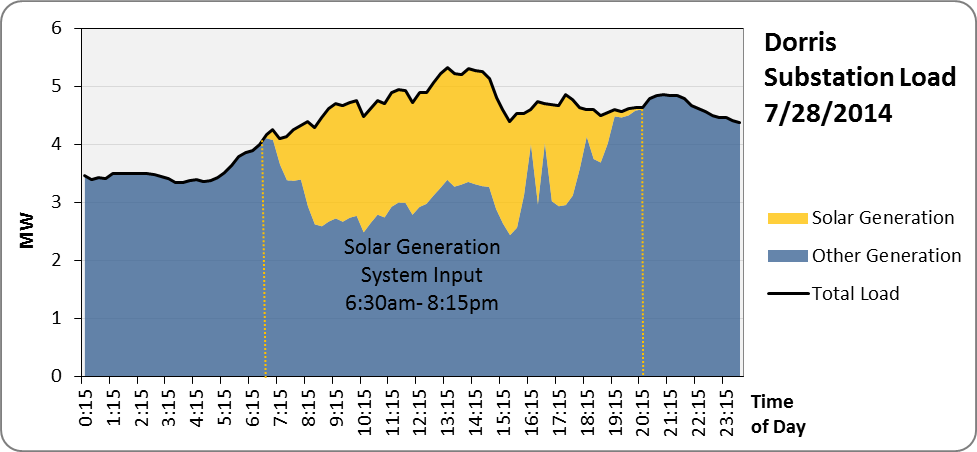 Dorris
Substation Load
7/28/2014
6
5
4
3
2
1
0
MW
Solar Generation
System Input
6:30am- 8:15pm
Solar Generation
Other Generation
Total Load
0:15
1:15
2:15
3:15
4:15
5:15
6:15
7:15
8:15
9:15
10:15
11:15
12:15
13:15
14:15
15:15
16:15
17:15
18:15
19:15
20:15
21:15
22:15
23:15
Time
of Day